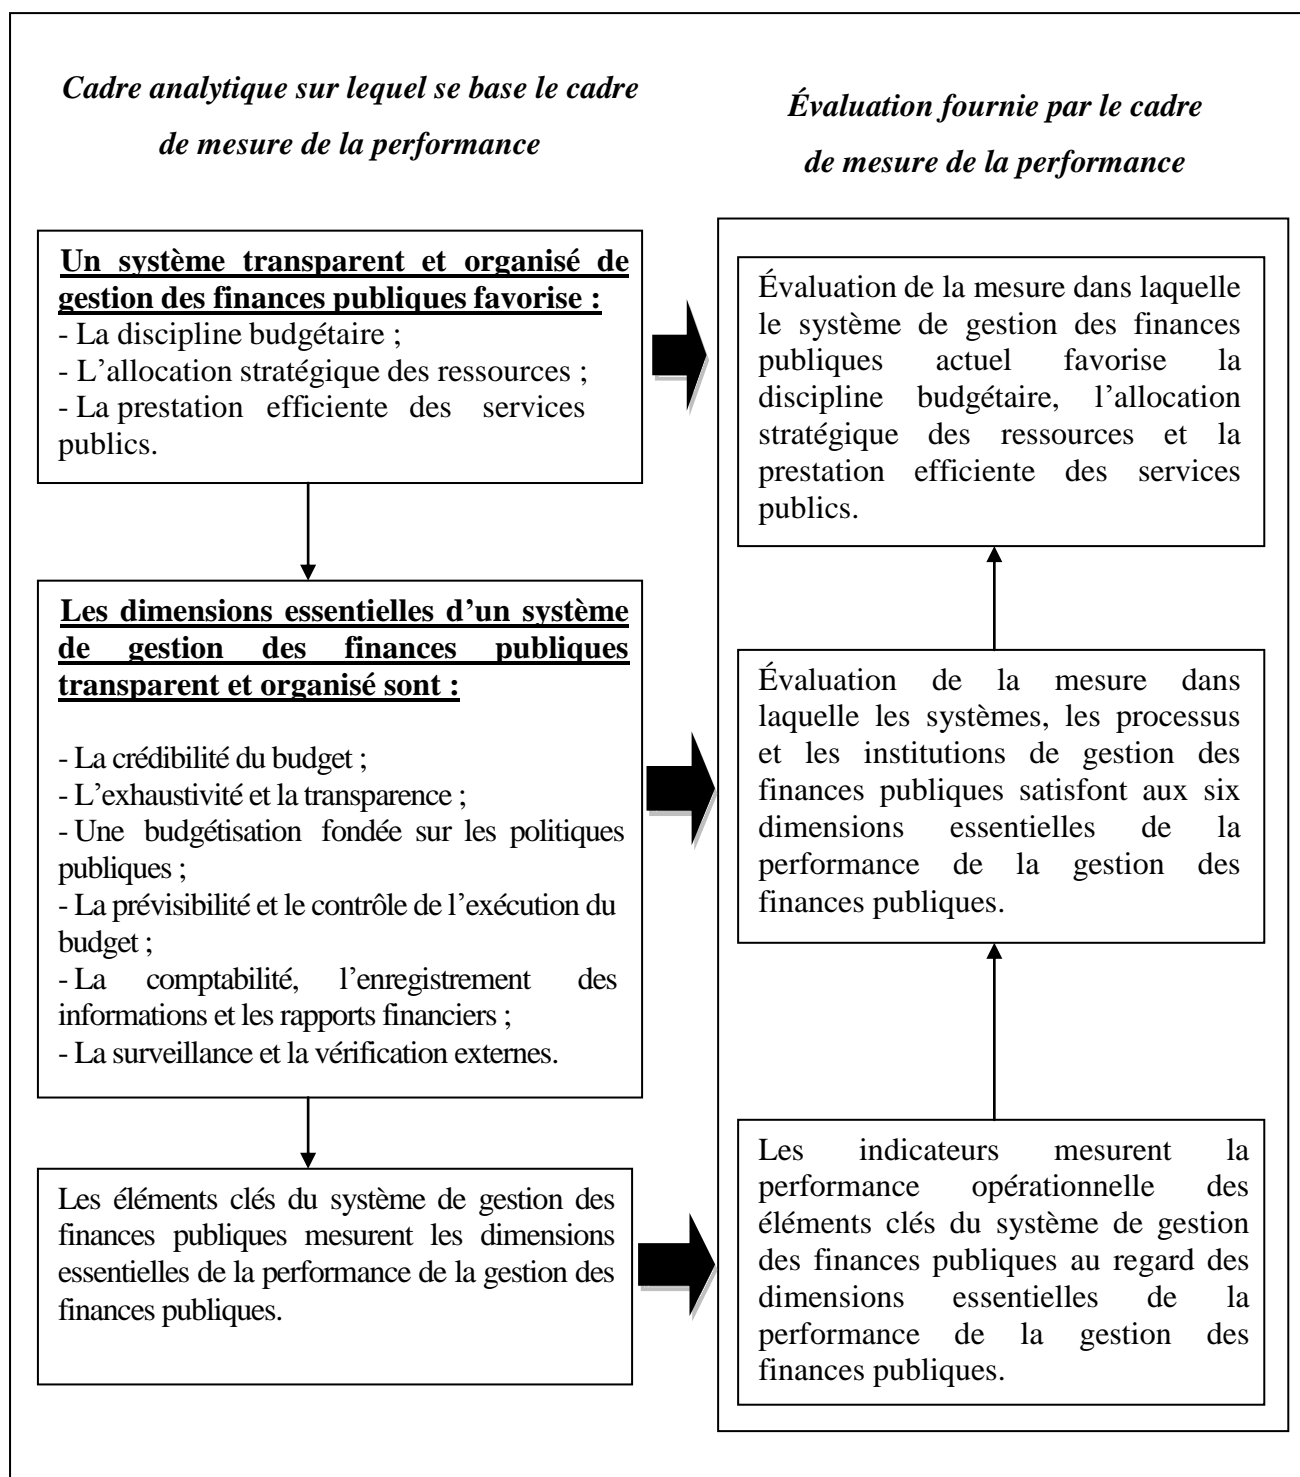 Cadre analytique sur lequel se base le cadre
de mesure de la performance
Un système transparent et organisé de
gestion des finances publiques favorise :
- La discipline budgétaire ;
- L’allocation stratégique des ressources ;
- La prestation efficiente des services
publics.
Les dimensions essentielles d’un système
de gestion des finances publiques
transparent et organisé sont :
- La crédibilité du budget ;
- L’exhaustivité et la transparence ;
- Une budgétisation fondée sur les politiques
publiques ;
- La prévisibilité et le contrôle de l’exécution du
budget ;
- La comptabilité, l’enregistrement des
informations et les rapports financiers ;
- La surveillance et la vérification externes.
Les éléments clés du système de gestion des
finances publiques mesurent les dimensions
essentielles de la performance de la gestion des
finances publiques.
Évaluation fournie par le cadre
de mesure de la performance
Évaluation de la mesure dans laquelle
le système de gestion des finances
publiques actuel favorise la
discipline budgétaire, l’allocation
stratégique des ressources et la
prestation efficiente des services
publics.
Évaluation de la mesure dans
laquelle les systèmes, les processus
et les institutions de gestion des
finances publiques satisfont aux six
dimensions essentielles de la
performance de la gestion des
finances publiques.
Les indicateurs mesurent la
performance opérationnelle des
éléments clés du système de gestion
des finances publiques au regard des
dimensions essentielles de la
performance de la gestion des
finances publiques.